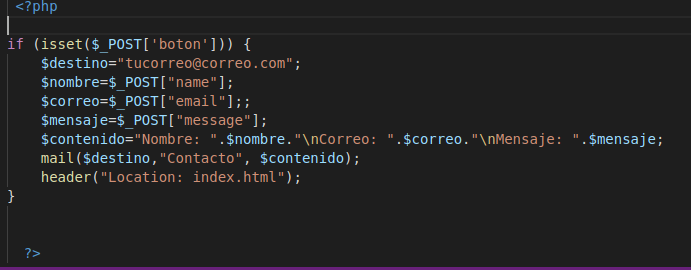 <?php
if (isset($_POST['boton'])) {
$destino="tucorreo@correo.com";
$nombre=$_POST["name"];
$correo=$_POST["email"];;
$mensaje=$_POST["message"];
$contenido="Nombre: ".$nombre."\nCorreo: ".$correo."\nMensaje: ".$mensaje;
mail($destino,"Contacto", $contenido);
header("Location: index.html");
}
?>